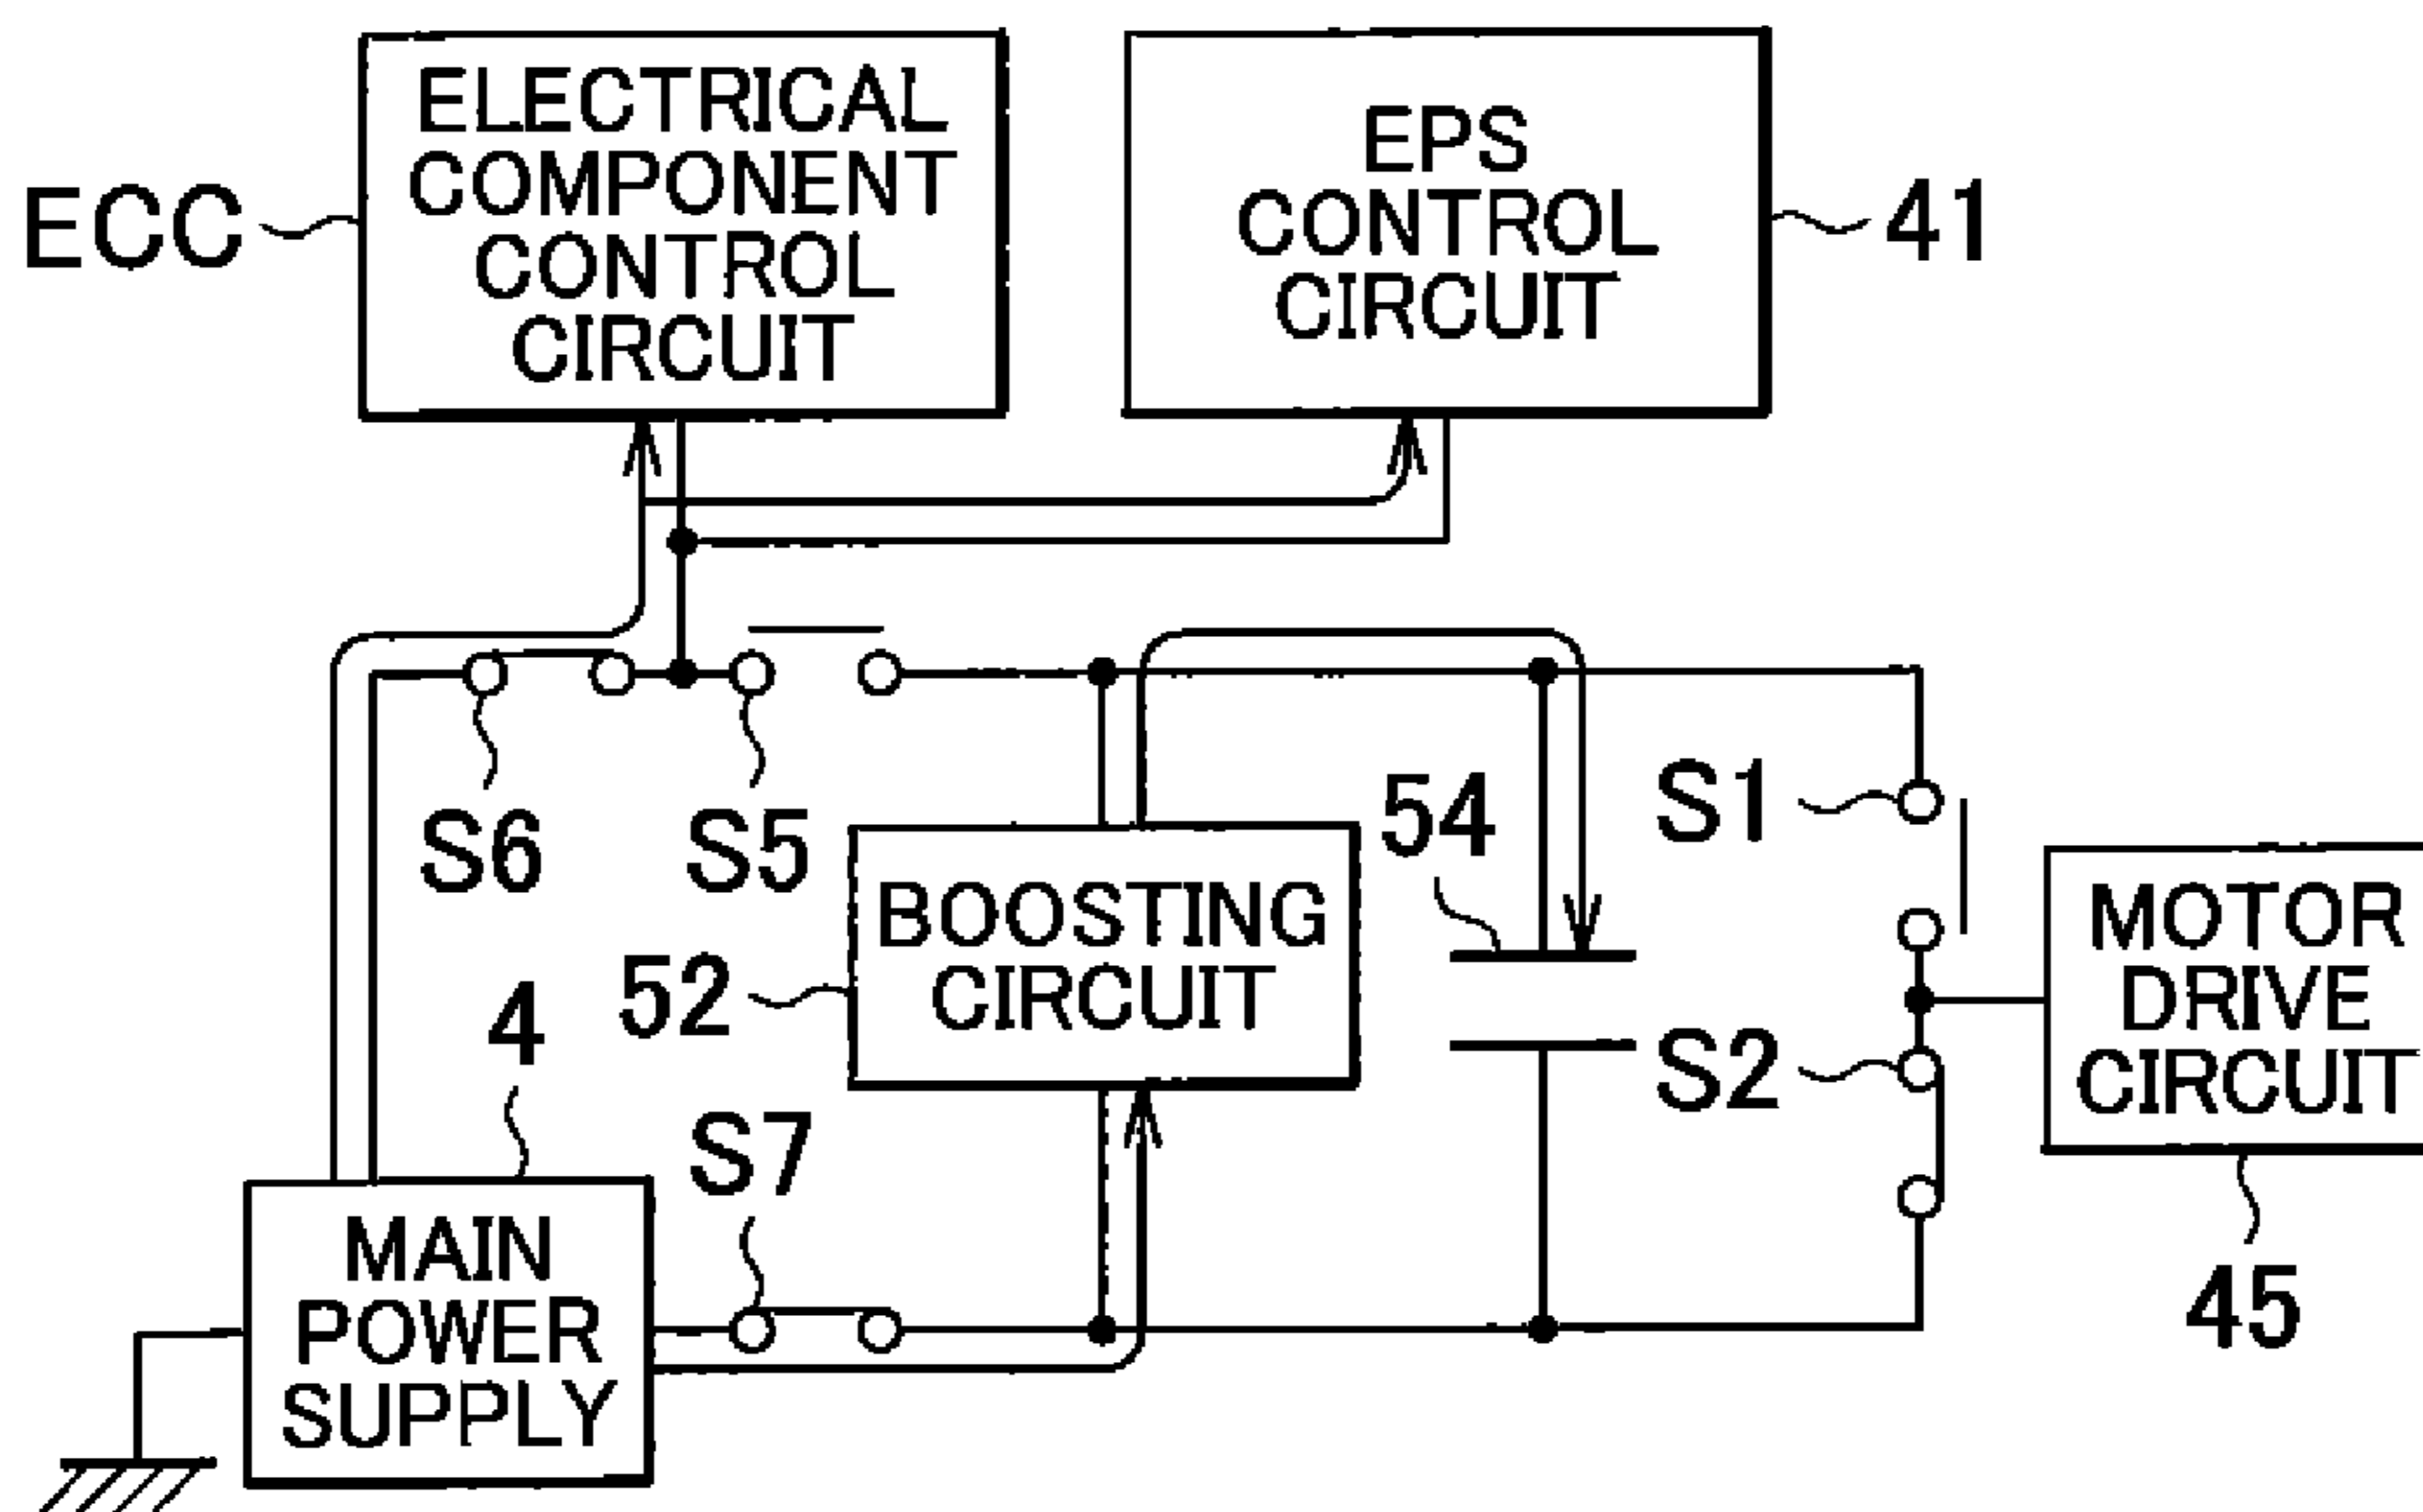 ELECTRICAL
COMPONENT
CONTROL
CIRCUIT
ECC
EPS
CONTROL
CIRCUIT
41
S6
S5
54
S1
BOOSTING
CIRCUIT
52
4
S7
S2
MOTOR
DRIVE
CIRCUIT
45
MAIN
POWER
SUPPLY